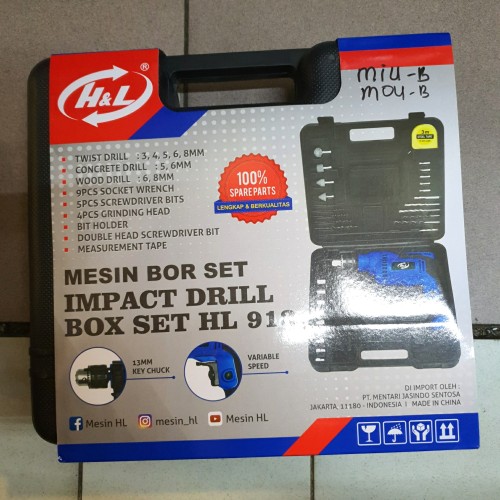 H&L ®
miu-B
mou-B
3m
• TWIST DRILL : 3, 4, 5, 6, 8MM
• CONCRETE DRILL : 5, 6MM
• WOOD DRILL : 6, 8MM
• 9PCS SOCKET WRENCH
• 5PCS SCREWDRIVER BITS
• 4PCS GRINDING HEAD
• BIT HOLDER
• DOUBLE HEAD SCREWDRIVER BIT
• MEASUREMENT TAPE
100%
SPAREPARTS
LENGKAP & BERKUALITAS
MESIN BOR SET
IMPACT DRILL
BOX SET HL 918
H&L
13MM
KEY CHUCK
VARIABLE
SPEED
DI IMPORT OLEH :
PT. MENTARI JASINDO SENTOSA
JAKARTA, 11180 - INDONESIA | MADE IN CHINA
Mesin HL
mesin_hl
Mesin HL